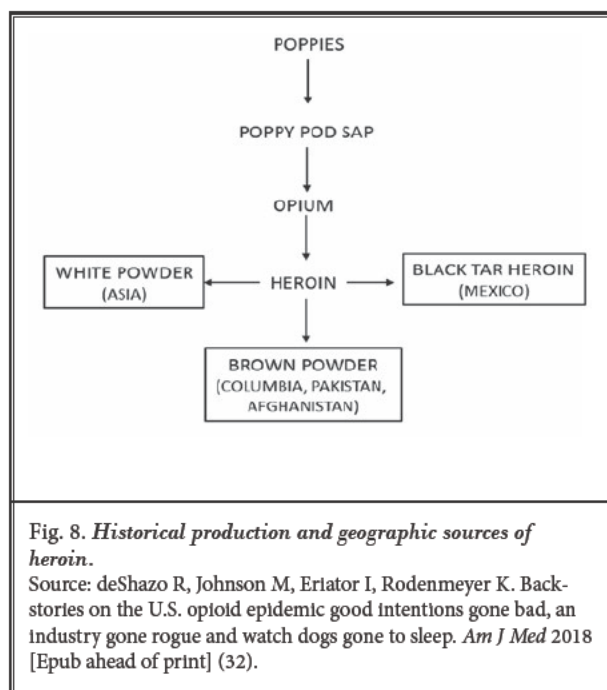 POPPIES
POPPY POD SAP
OPIUM
WHITE POWDER
(ASIA)
HEROIN
BLACK TAR HEROIN
(MEXICO)
BROWN POWDER
(COLUMBIA, PAKISTAN,
AFGHANISTAN)
Fig. 8. Historical production and geographic sources of
heroin.
Source: deShazo R, Johnson M, Eriator I, Rodenmeyer K. Back-
stories on the U.S. opioid epidemic good intentions gone bad, an
industry gone rogue and watch dogs gone to sleep. Am J Med 2018
[Epub ahead of print] (32).